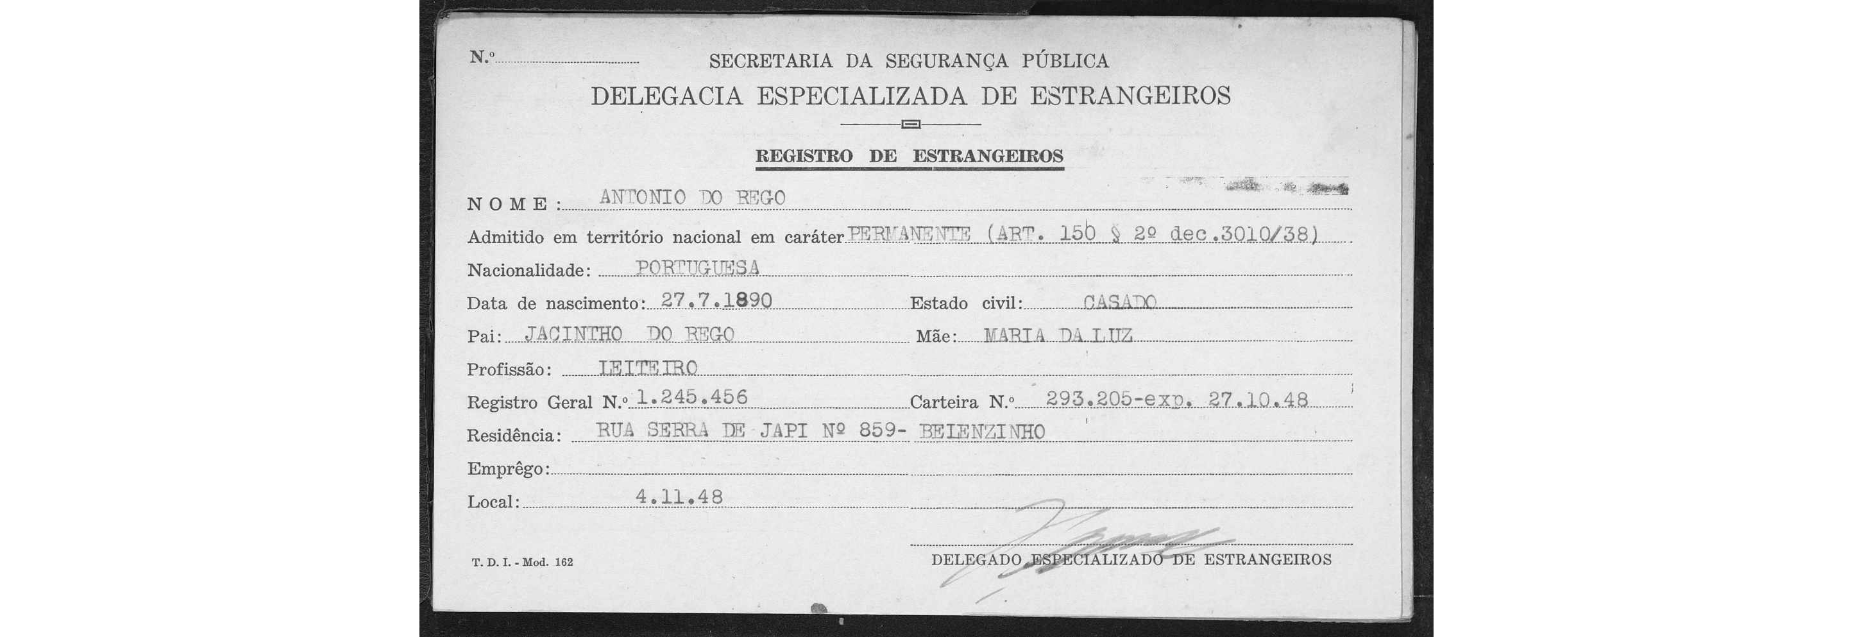 N.º
SECRETARIA DA SEGURANÇA PÚBLICA
DELEGACIA ESPECIALIZADA DE ESTRANGEIROS
REGISTRO DE ESTRANGEIROS
NOME: ANTONIO DO REGO
Admitido em território nacional em caráter PERMANENTE (ART. 150 § 2º dec.3010/38)
Nacionalidade: PORTUGUESA
Data de nascimento: 27.7.1890 Estado civil: CASADO
Pai: JACINTHO DO REGO Mãe: MARIA DA LUZ
Profissão: LEITEIRO
Registro Geral N.º 1.245.456 Carteira N.º 293.205-exp. 27.10.48
Residência: RUA SERRA DE JAPI Nº 859- BELENZINHO
Emprêgo:
Local: 4.11.48
T. D. I. - Mod. 162 DELEGADO ESPECIALIZADO DE ESTRANGEIROS